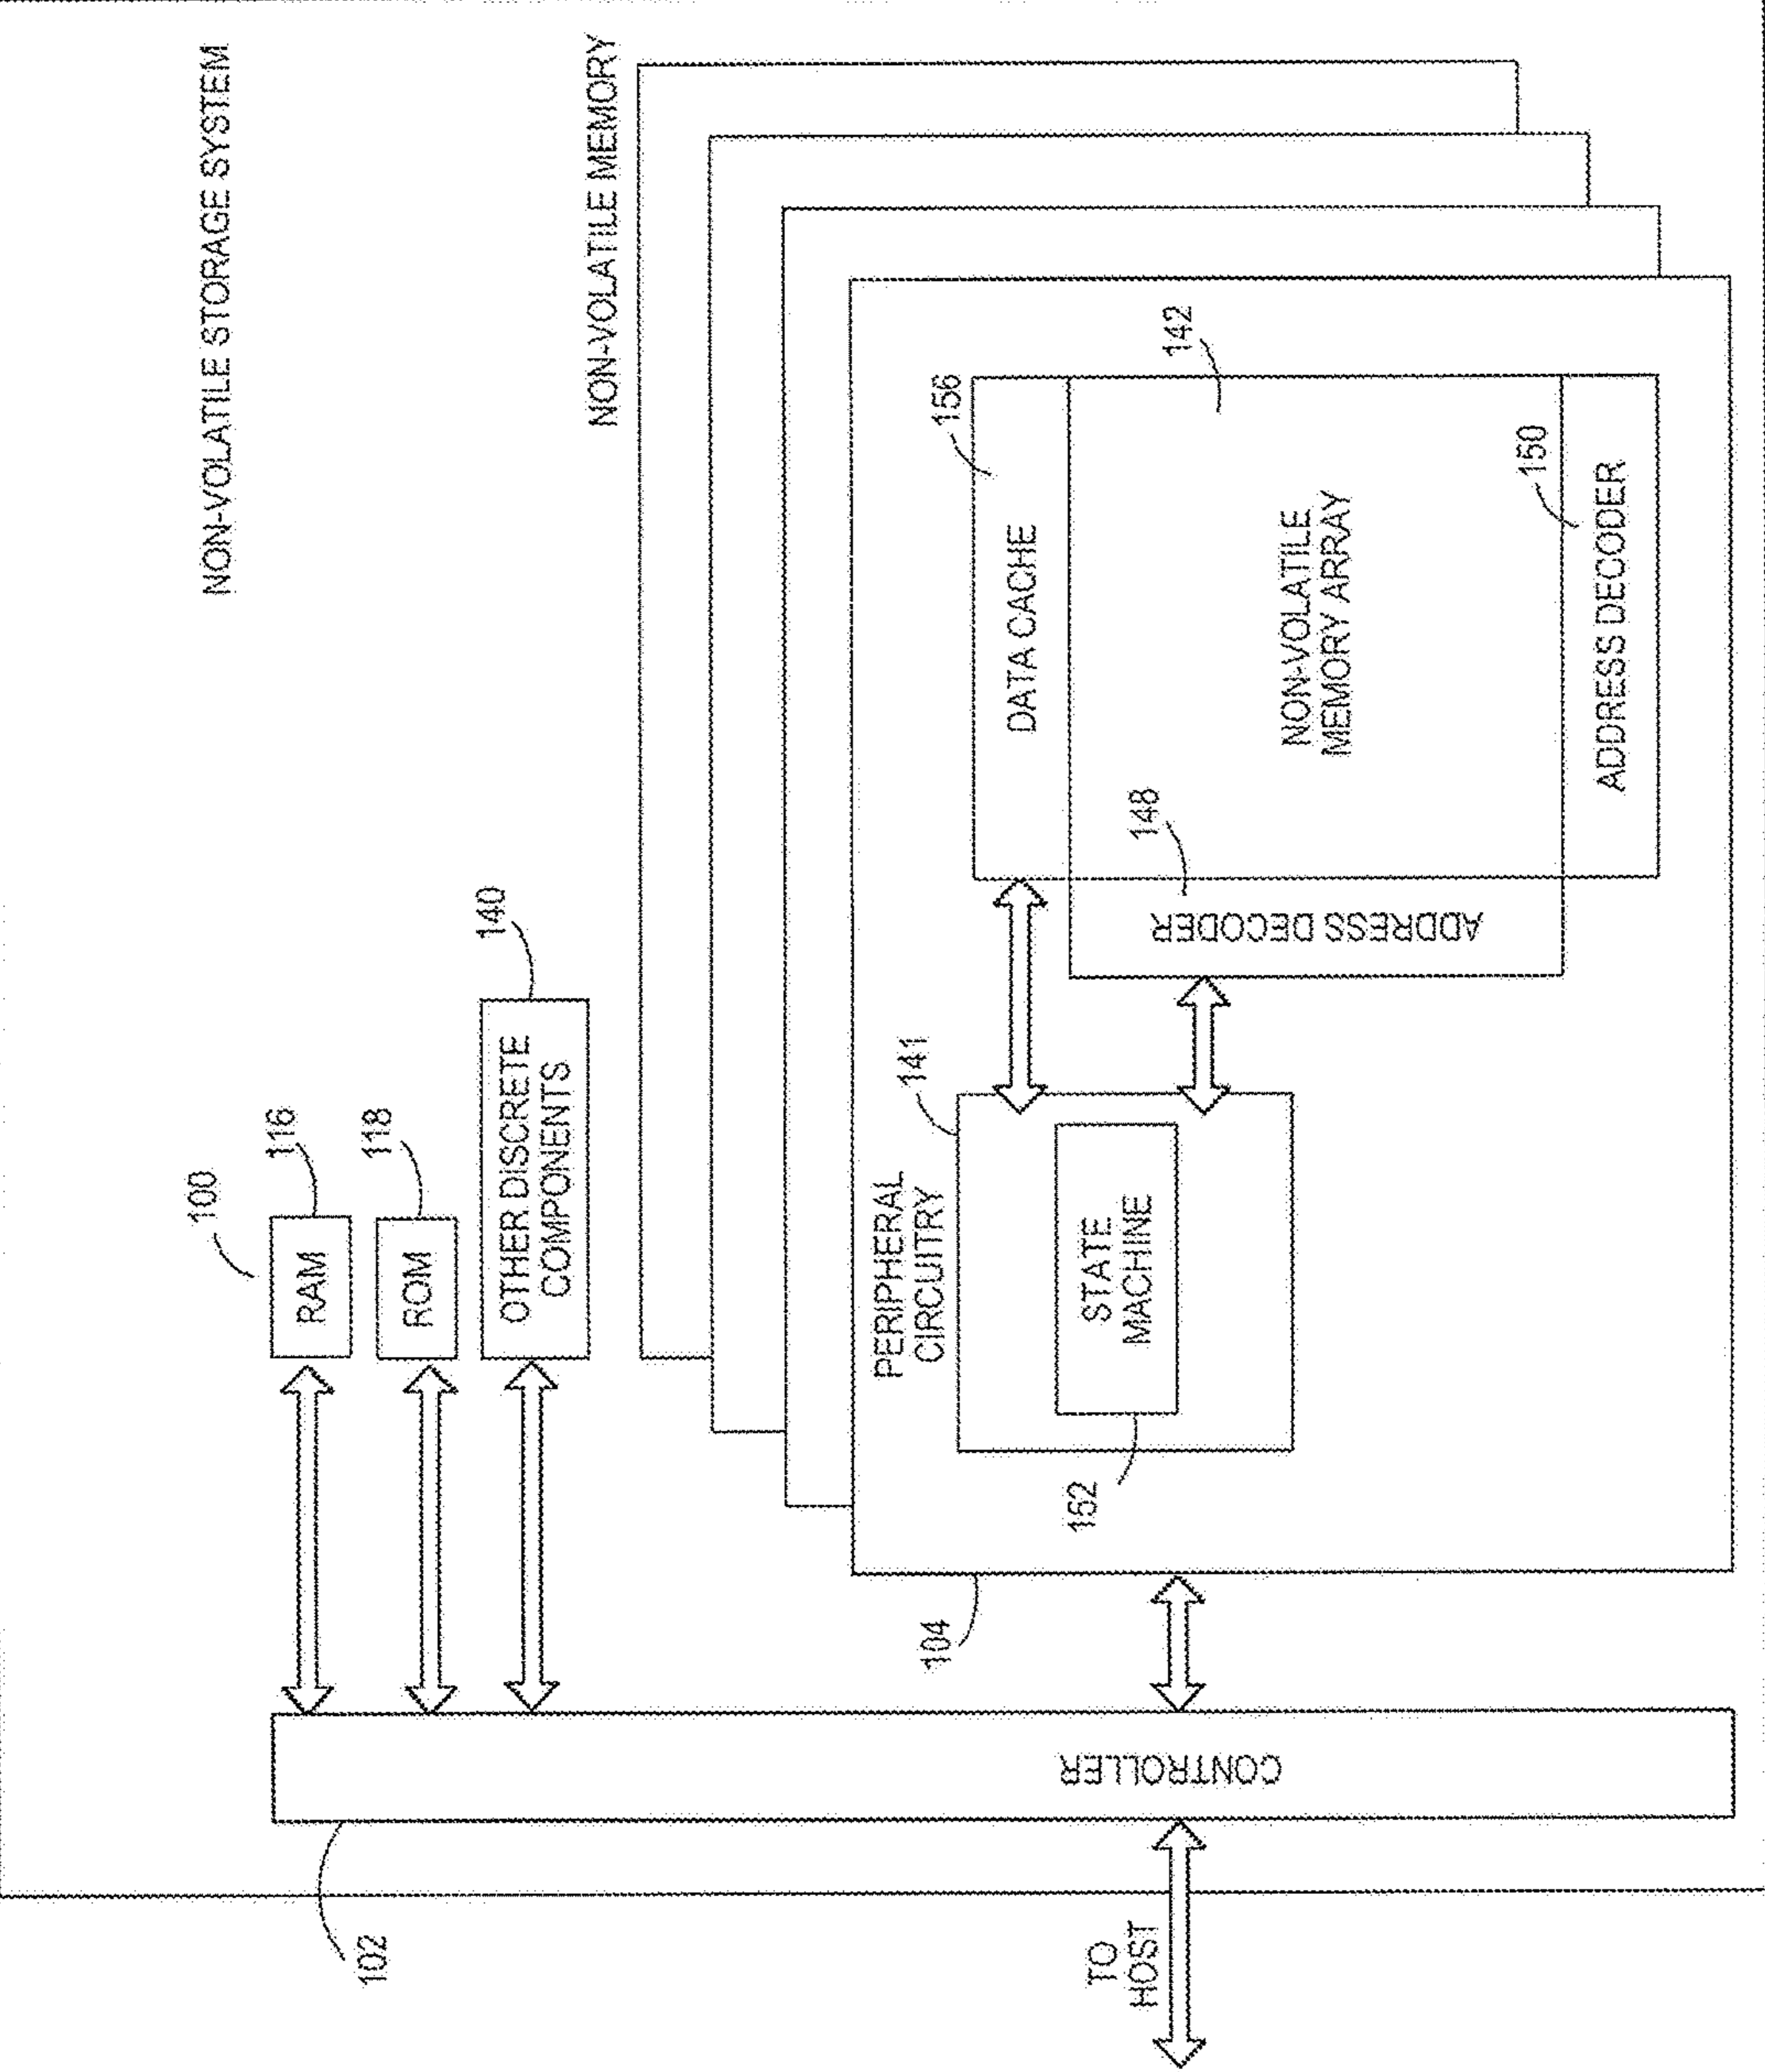 NON-VOLATILE STORAGE SYSTEM
100
116
RAM
118
ROM
140
OTHER DISCRETE
COMPONENTS
NON-VOLATILE MEMORY
102
CONTROLLER
TO
HOST
104
PERIPHERAL
CIRCUITRY
141
STATE
MACHINE
152
156
DATA CACHE
148
ADDRESS DECODER
142
NON-VOLATILE
MEMORY ARRAY
150
ADDRESS DECODER